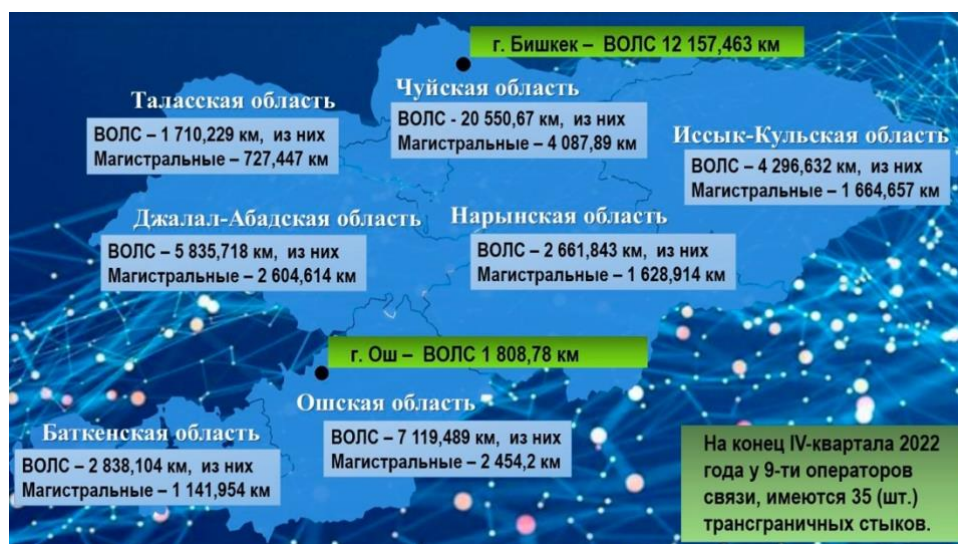 г. Бишкек – ВОЛС 12 157,463 км
Таласская область
ВОЛС – 1 710,229 км, из них
Магистральные – 727,447 км
Чуйская область
ВОЛС - 20 550,67 км, из них
Магистральные – 4 087,89 км
Иссык-Кульская область
ВОЛС – 4 296,632 км, из них
Магистральные – 1 664,657 км
Джалал-Абадская область
ВОЛС – 5 835,718 км, из них
Магистральные – 2 604,614 км
Нарынская область
ВОЛС – 2 661,843 км, из них
Магистральные – 1 628,914 км
г. Ош – ВОЛС 1 808,78 км
Ошская область
ВОЛС – 7 119,489 км, из них
Магистральные – 2 454,2 км
Баткенская область
ВОЛС – 2 838,104 км, из них
Магистральные – 1 141,954 км
На конец IV-квартала 2022
года у 9-ти операторов
связи, имеются 35 (шт.)
трансграничных стыков.